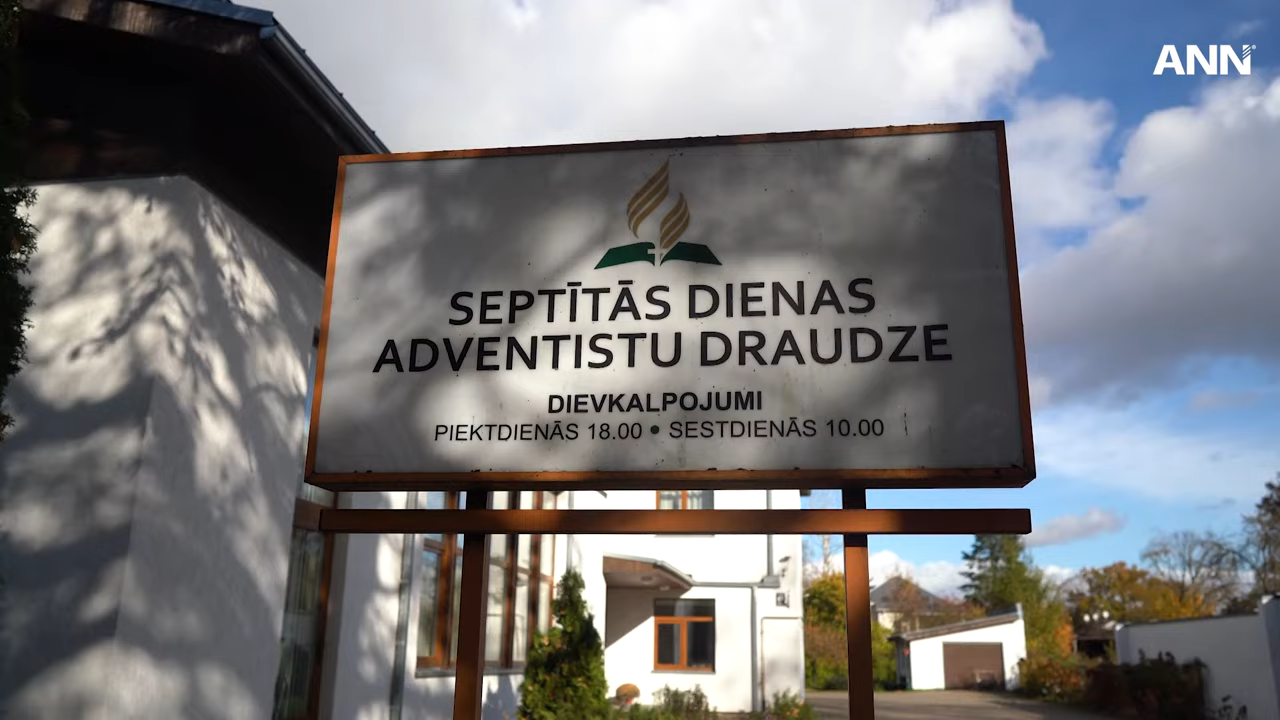 ANN
SEPTĪTĀS DIENAS
ADVENTISTU DRAUDZE
DIEVKALPOJUMI
PIEKTDIENĀS 18.00 • SESTDIENĀS 10.00